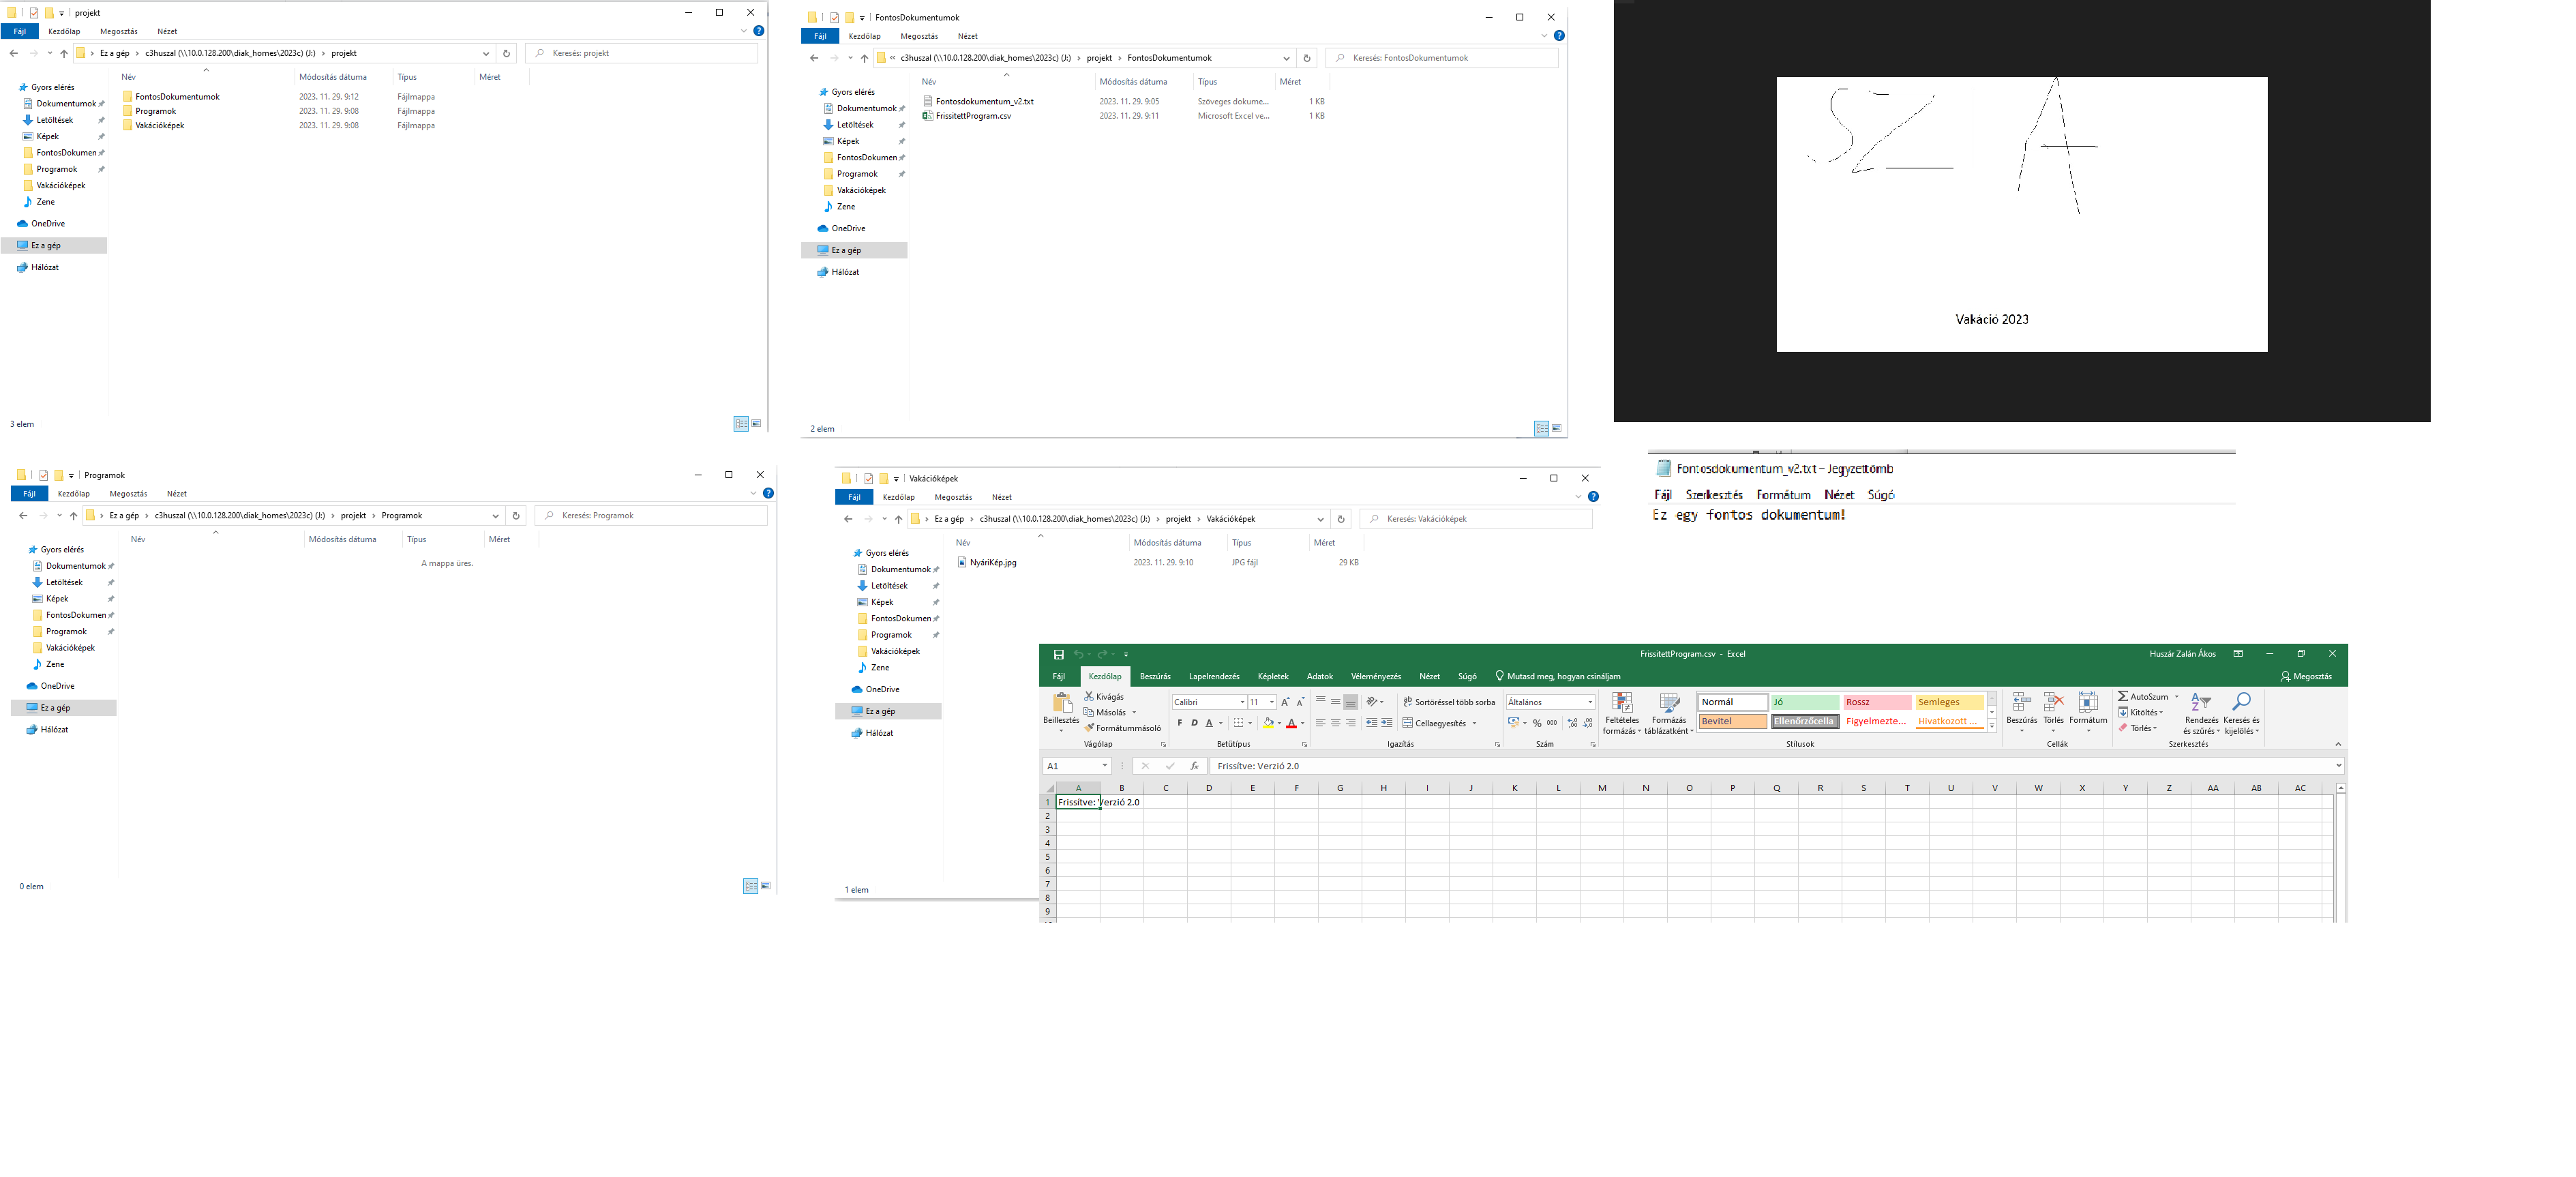 projekt
Fájl Kezdőlap Megosztás Nézet
Ez a gép › c3huszal (\\10.0.128.200\diak_homes\2023c) (J:) › projekt
Keresés: projekt
Név Módosítás dátuma Típus Méret
Gyors elérés
Dokumentumok
Letöltések
Képek
FontosDokumen
Programok
Vakációképek
Zene
OneDrive
Ez a gép
Hálózat
FontosDokumentumok 2023. 11. 29. 9:12 Fájlmappa
Programok 2023. 11. 29. 9:08 Fájlmappa
Vakációképek 2023. 11. 29. 9:08 Fájlmappa
3 elem
FontosDokumentumok
Fájl Kezdőlap Megosztás Nézet
« c3huszal (\\10.0.128.200\diak_homes\2023c) (J:) › projekt › FontosDokumentumok
Keresés: FontosDokumentumok
Név Módosítás dátuma Típus Méret
Gyors elérés
Dokumentumok
Letöltések
Képek
FontosDokumen
Programok
Vakációképek
Zene
OneDrive
Ez a gép
Hálózat
Fontosdokumentum_v2.txt 2023. 11. 29. 9:05 Szöveges dokume... 1 KB
FrissitettProgram.csv 2023. 11. 29. 9:11 Microsoft Excel ve... 1 KB
2 elem
SZ A
Vakáció 2023
Programok
Fájl Kezdőlap Megosztás Nézet
Ez a gép › c3huszal (\\10.0.128.200\diak_homes\2023c) (J:) › projekt › Programok
Keresés: Programok
Név Módosítás dátuma Típus Méret
A mappa üres.
Gyors elérés
Dokumentumok
Letöltések
Képek
FontosDokumen
Programok
Vakációképek
Zene
OneDrive
Ez a gép
Hálózat
0 elem
Vakációképek
Fájl Kezdőlap Megosztás Nézet
Ez a gép › c3huszal (\\10.0.128.200\diak_homes\2023c) (J:) › projekt › Vakációképek
Keresés: Vakációképek
Név Módosítás dátuma Típus Méret
NyáriKép.jpg 2023. 11. 29. 9:10 JPG fájl 29 KB
Gyors elérés
Dokumentumok
Letöltések
Képek
FontosDokumen
Programok
Vakációképek
Zene
OneDrive
Ez a gép
Hálózat
1 elem
Fontosdokumentum_v2.txt – Jegyzettömb
Fájl Szerkesztés Formátum Nézet Súgó
Ez egy fontos dokumentum!
FrissitettProgram.csv - Excel
Huszár Zalán Ákos
Fájl Kezdőlap Beszúrás Lapelrendezés Képletek Adatok Véleményezés Nézet Súgó Mutasd meg, hogyan csináljam Megosztás
Beillesztés
Kivágás
Másolás
Formátummásoló
Vágólap
Calibri 11
F D A
Betűtípus
Sortöréssel több sorba
Cellaegyesítés
Igazítás
Általános
% 000
Szám
Feltételes formázás
Formázás táblázatként
Normál Jó Rossz Semleges
Bevitel Ellenőrzőcella Figyelmezte... Hivatkozott ...
Stílusok
Beszúrás Törlés Formátum
Cellák
AutoSzum
Kitöltés
Törlés
Rendezés és szűrés
Keresés és kijelölés
Szerkesztés
A1 fx Frissítve: Verzió 2.0
A B C D E F G H I J K L M N O P Q R S T U V W X Y Z AA AB AC
1 Frissítve: Verzió 2.0
2
3
4
5
6
7
8
9